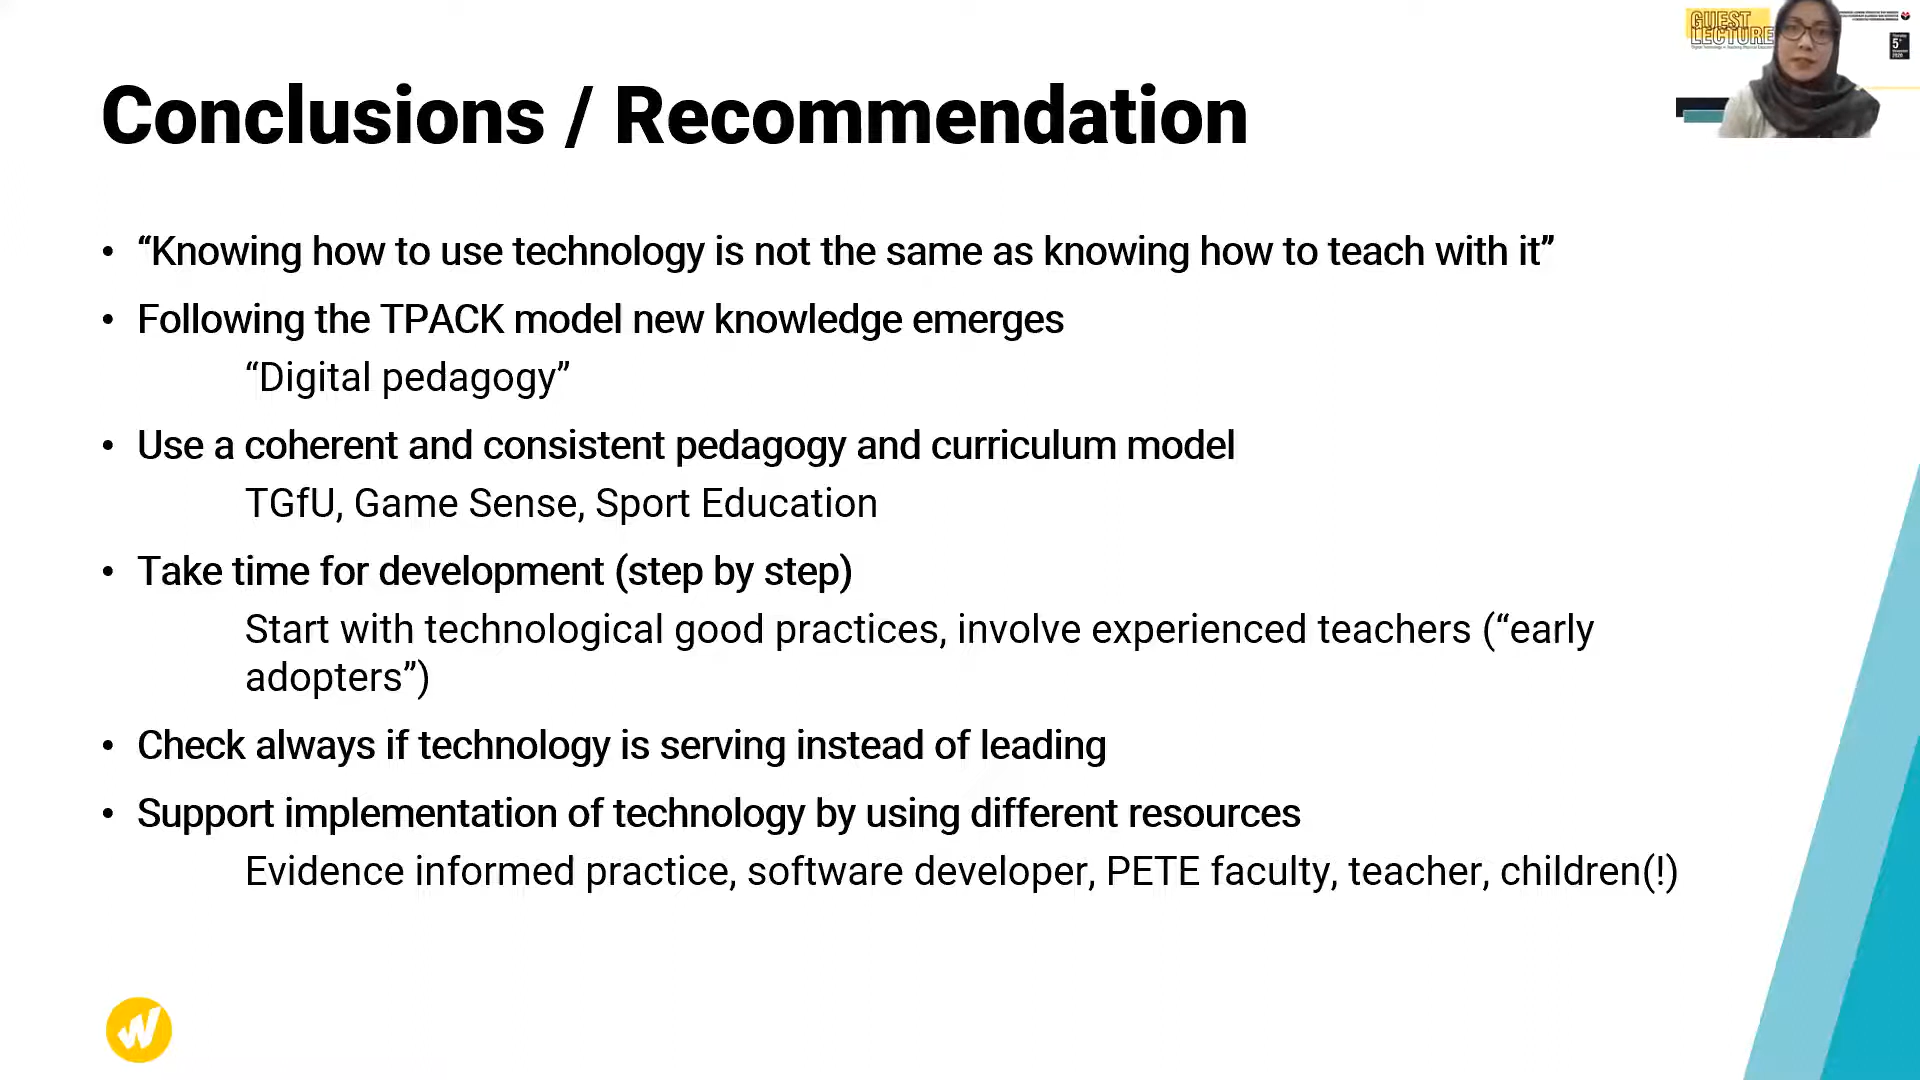 GUEST
LECTURE
5
Conclusions / Recommendation
• “Knowing how to use technology is not the same as knowing how to teach with it”
• Following the TPACK model new knowledge emerges
“Digital pedagogy”
• Use a coherent and consistent pedagogy and curriculum model
TGfU, Game Sense, Sport Education
• Take time for development (step by step)
Start with technological good practices, involve experienced teachers (“early
adopters”)
• Check always if technology is serving instead of leading
• Support implementation of technology by using different resources
Evidence informed practice, software developer, PETE faculty, teacher, children(!)
W